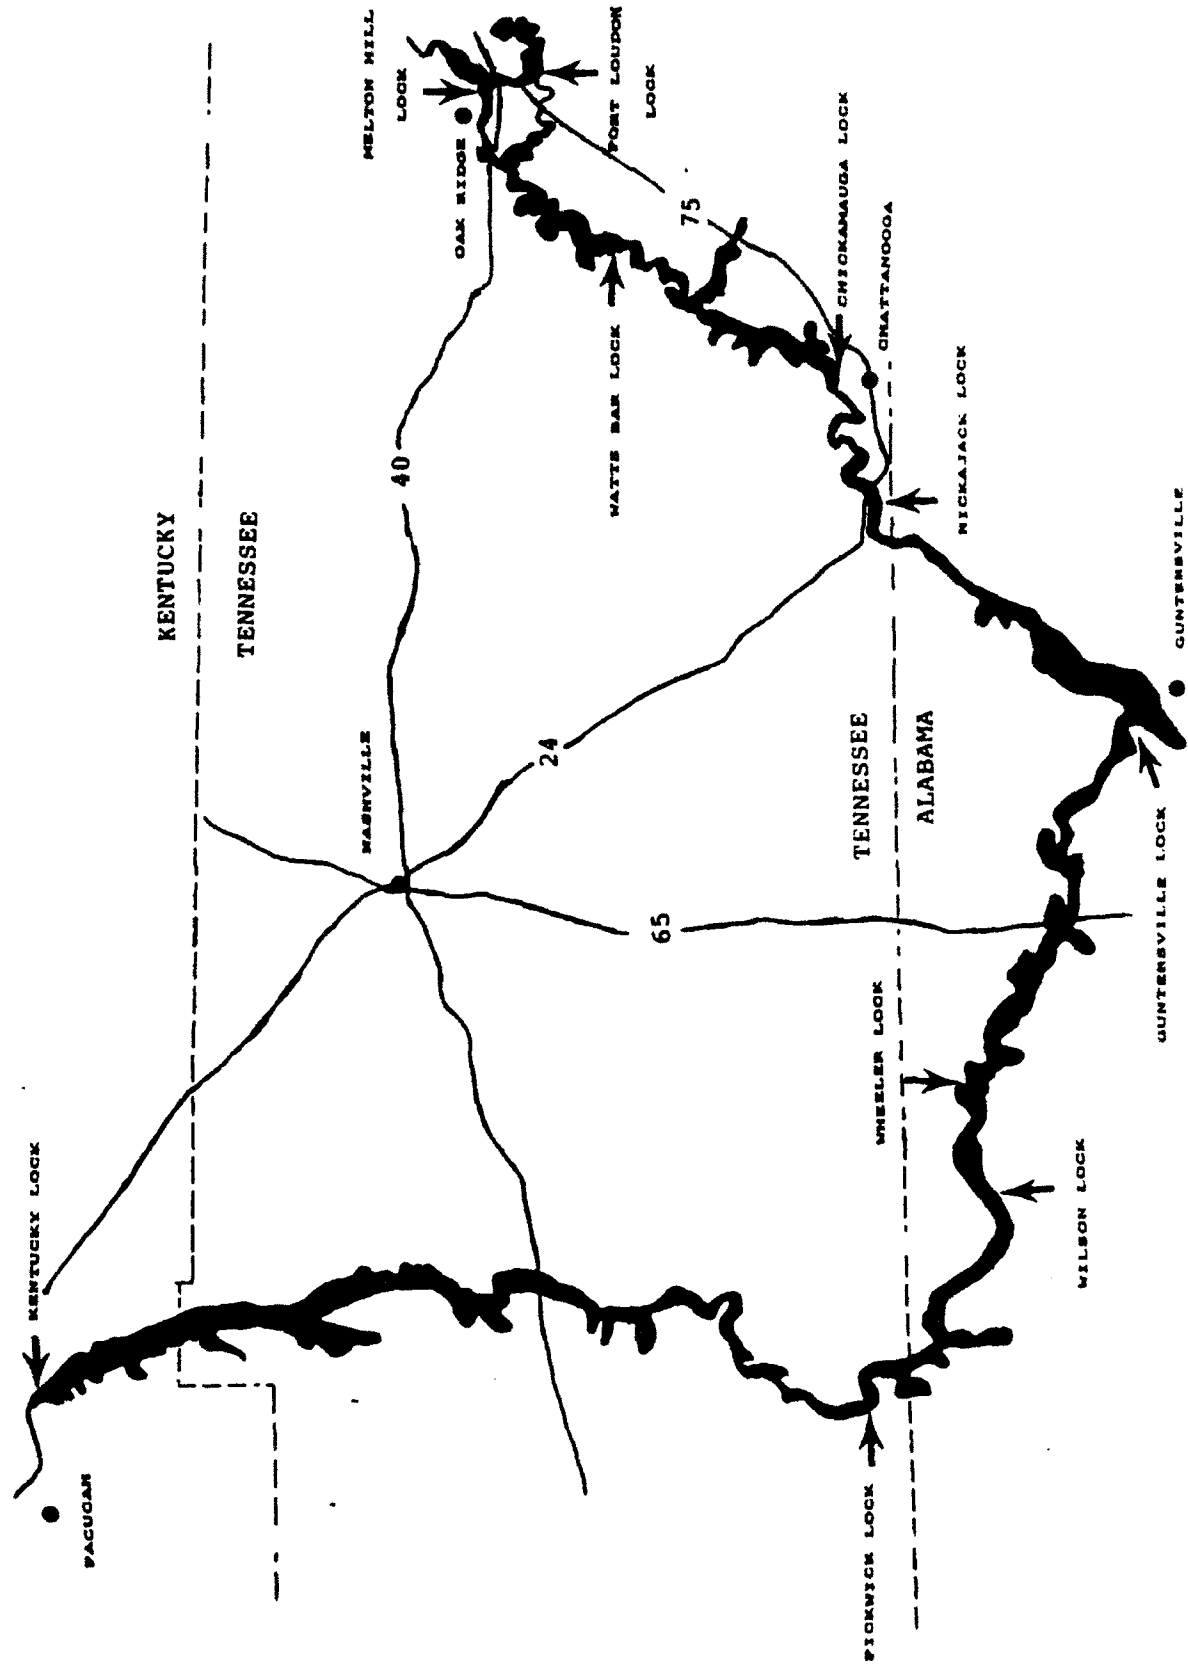 KENTUCKY LOCK
PADUCAH
KENTUCKY
TENNESSEE
NASHVILLE
MELTON HILL
LOCK
40
OAK RIDGE
24
WATTS BAR LOCK
FORT LOUDON
LOCK
65
75
CHICKAMAUGA LOCK
TENNESSEE
PICKWICK LOCK
WHEELER LOCK
CHATTANOOGA
ALABAMA
NICKAJACK LOCK
WILSON LOCK
GUNTERSVILLE LOCK
GUNTERSVILLE